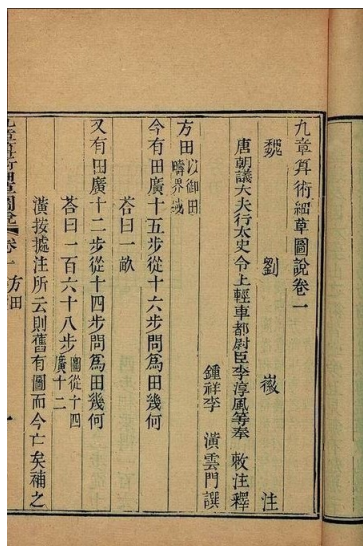 九章算術細草圖說卷一
魏 劉 徽 注
唐朝議大夫行太史令上輕車都尉臣李淳風等奉 敕注釋
鍾祥李 潢雲門譔
方田以御田疇界域
今有田廣十五步從十六步問爲田幾何
荅曰一畝
又有田廣十二步從十四步問爲田幾何
荅曰一百六十八步圖從十四廣十二
潢按據注所云則舊有圖而今亡矣補之
九章算術細草圖說 卷一 方田 一